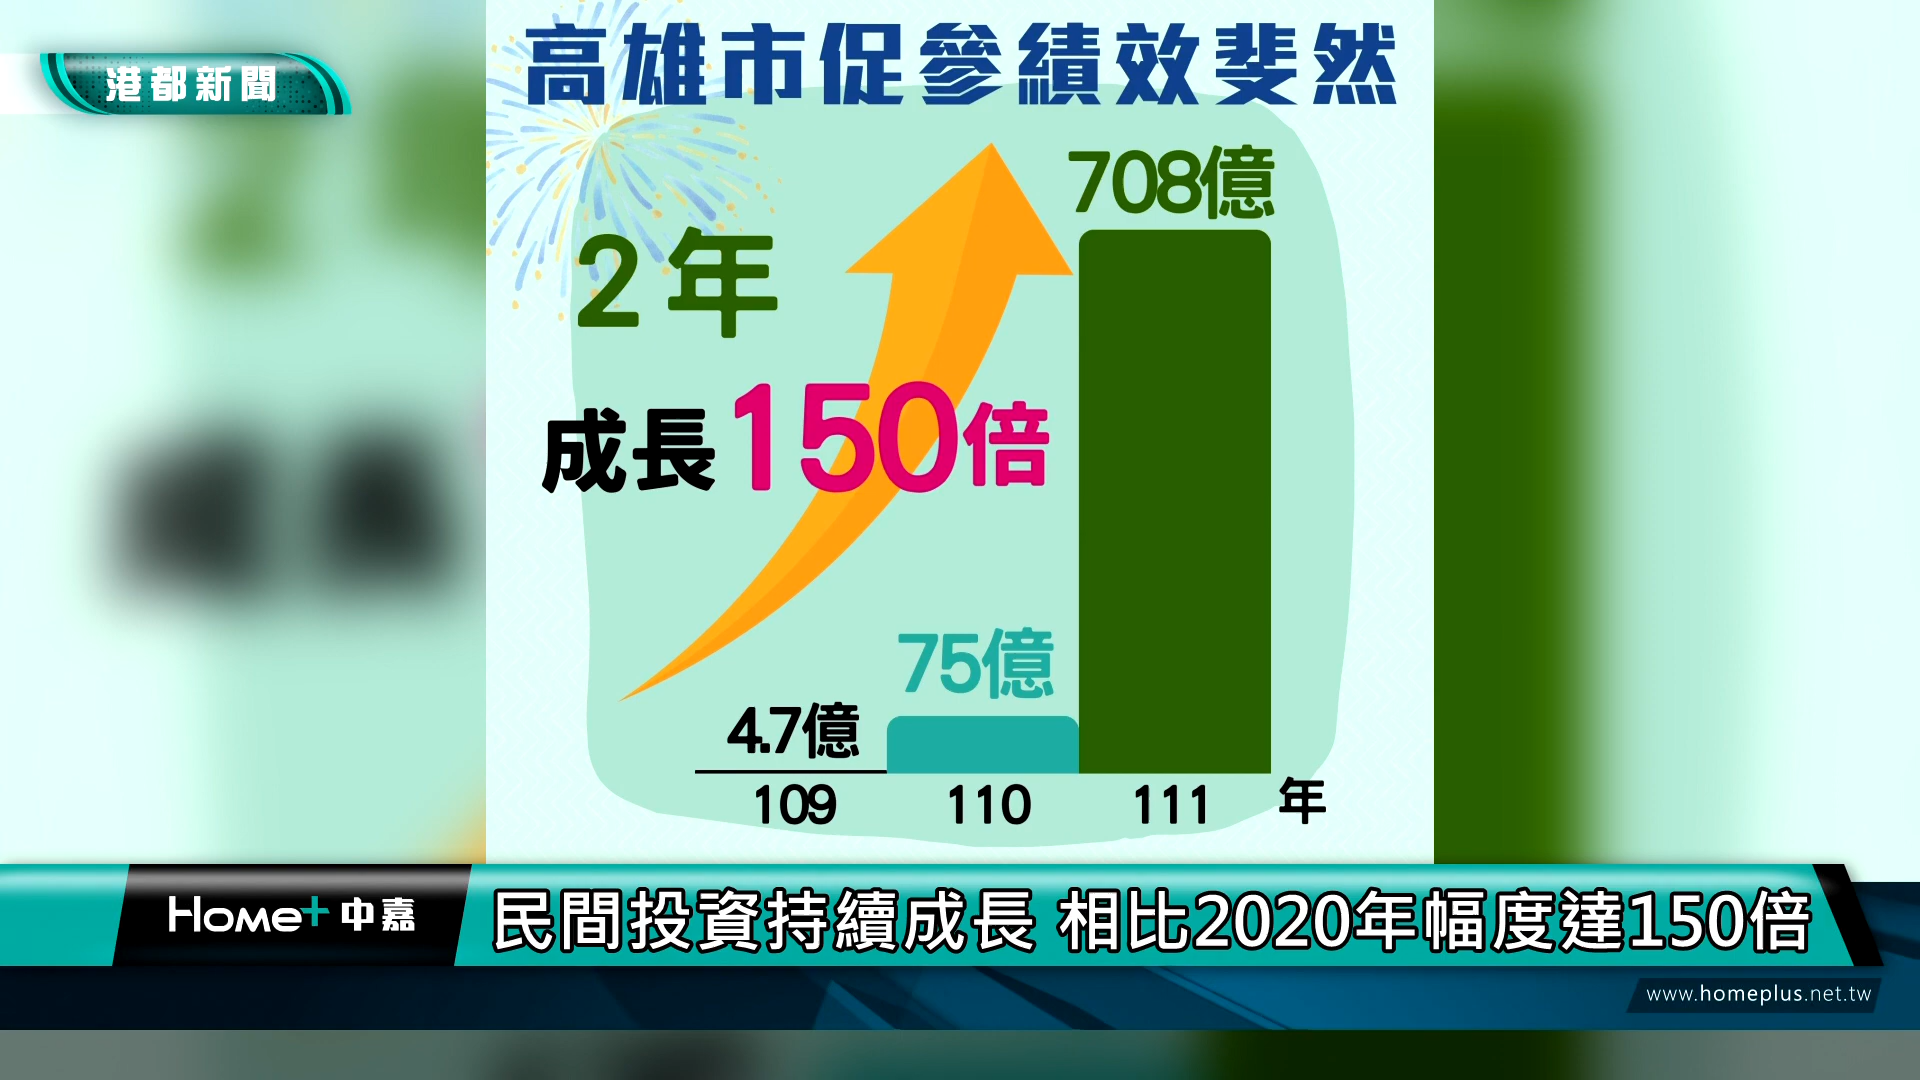 港都新聞
高雄市促參績效斐然
708億
2年
成長150倍
75億
4.7億
109 110 111 年
Home+ 中嘉
民間投資持續成長 相比2020年幅度達150倍
www.homeplus.net.tw